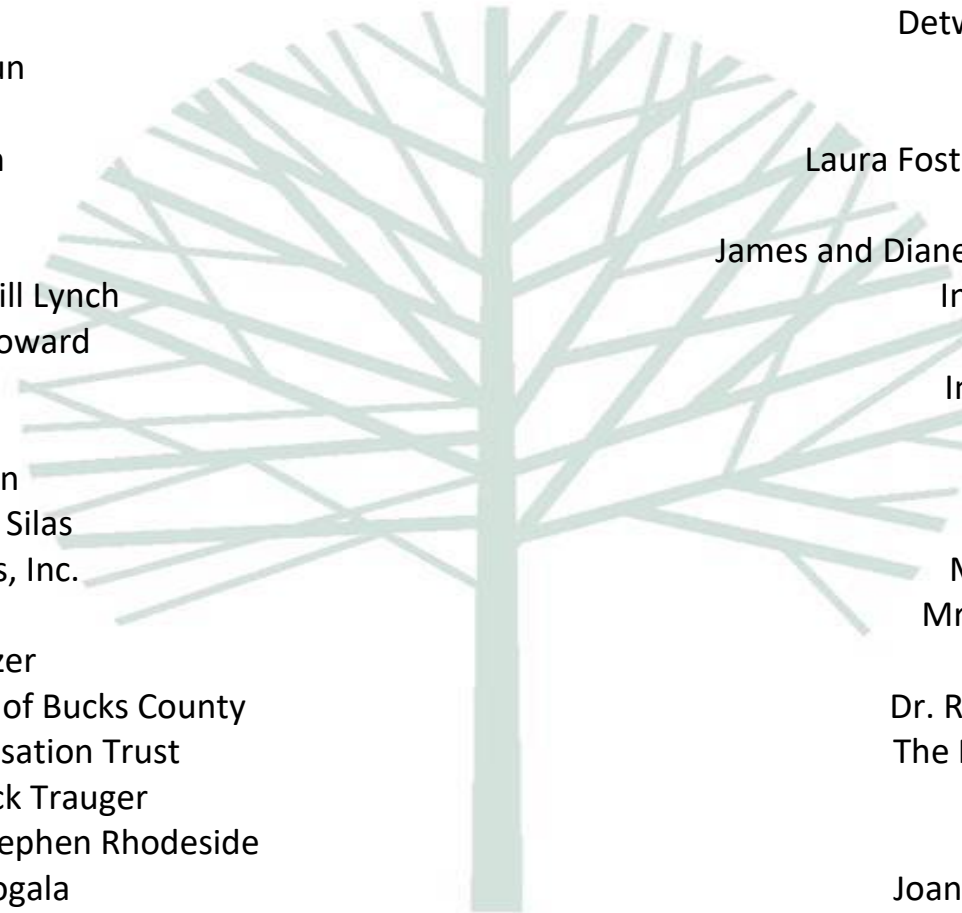 un
n
ill Lynch
oward
n
Silas
s, Inc.
zer
of Bucks County
sation Trust
ck Trauger
ephen Rhodeside
ogala
Detw
Laura Fost
James and Diane
In
In
M
Mr
Dr. R
The
Joan